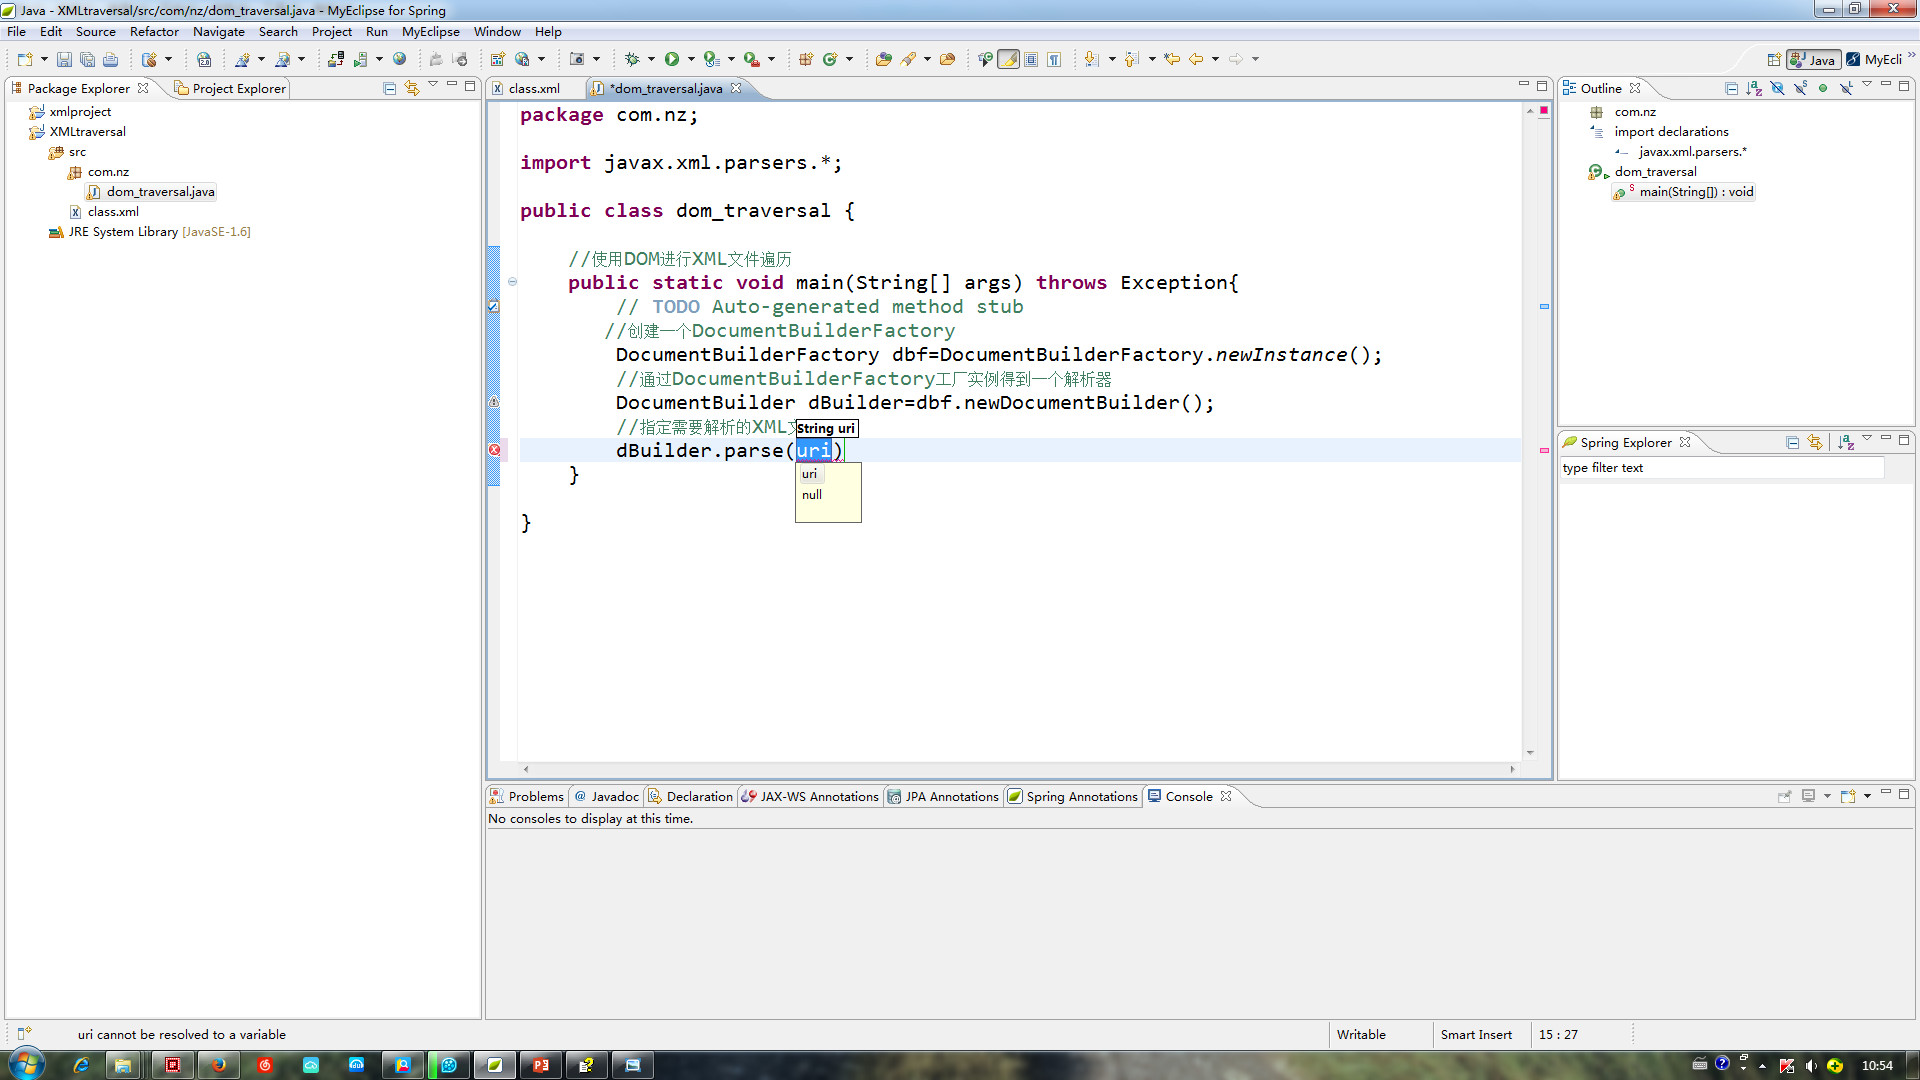 Java - XMLtraversal/src/com/nz/dom_traversal.java - MyEclipse for Spring
File Edit Source Refactor Navigate Search Project Run MyEclipse Window Help
Java MyEcli
Package Explorer Project Explorer
xmlproject
XMLtraversal
src
com.nz
dom_traversal.java
class.xml
JRE System Library [JavaSE-1.6]
class.xml *dom_traversal.java
package com.nz;
import javax.xml.parsers.*;
public class dom_traversal {
//使用DOM进行XML文件遍历
public static void main(String[] args) throws Exception{
// TODO Auto-generated method stub
//创建一个DocumentBuilderFactory
DocumentBuilderFactory dbf=DocumentBuilderFactory.newInstance();
//通过DocumentBuilderFactory工厂实例得到一个解析器
DocumentBuilder dBuilder=dbf.newDocumentBuilder();
//指定需要解析的XML
String uri
dBuilder.parse(uri)
uri
null
}
}
Outline
com.nz
import declarations
javax.xml.parsers.*
dom_traversal
main(String[]) : void
Spring Explorer
type filter text
Problems Javadoc Declaration JAX-WS Annotations JPA Annotations Spring Annotations Console
No consoles to display at this time.
uri cannot be resolved to a variable
Writable Smart Insert 15 : 27
10:54